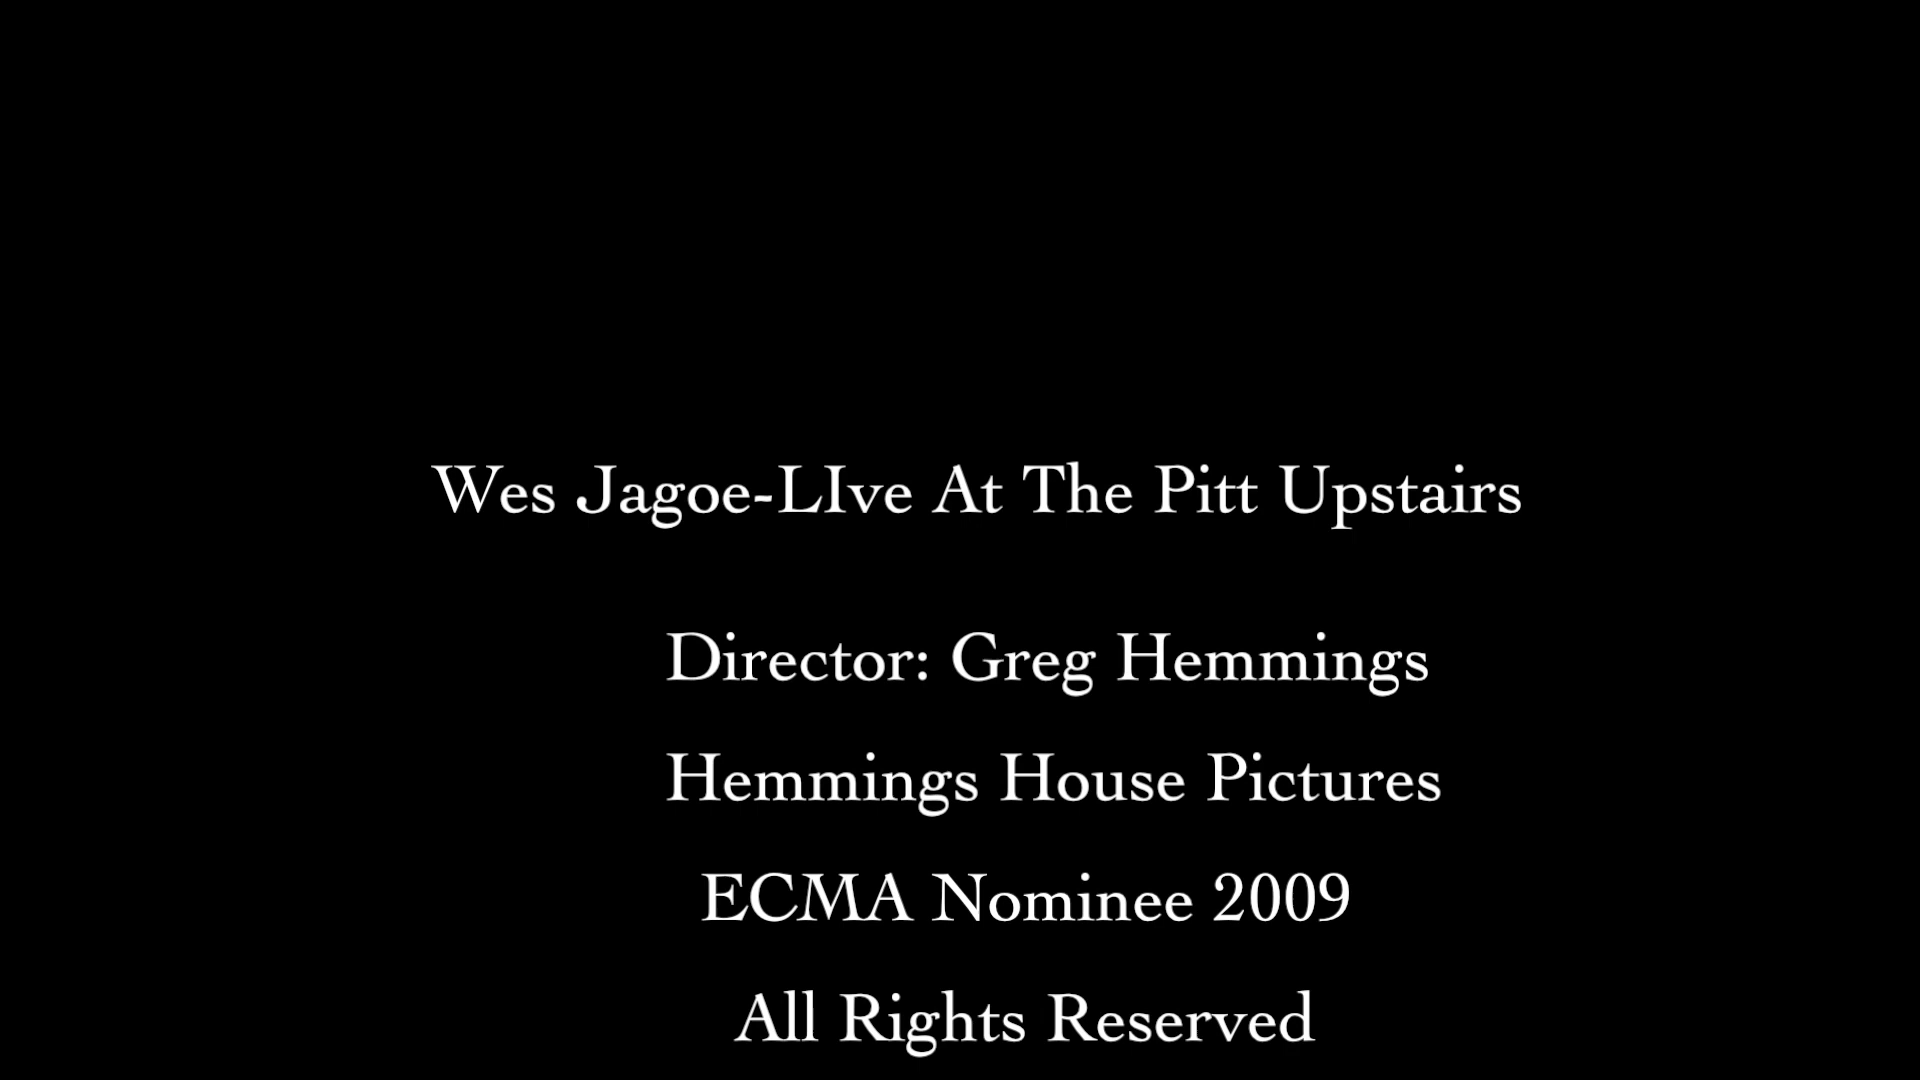 Wes Jagoe-LIve At The Pitt Upstairs
Director: Greg Hemmings
Hemmings House Pictures
ECMA Nominee 2009
All Rights Reserved